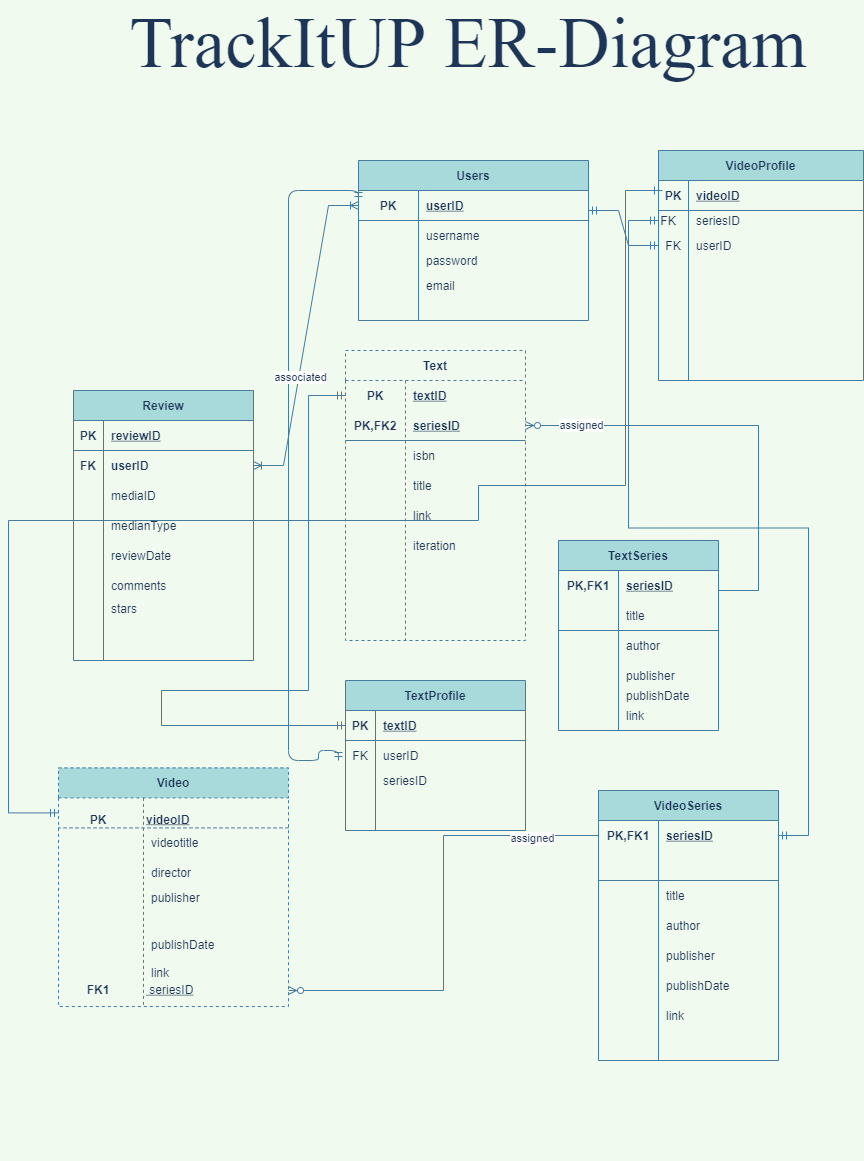 TrackItUP ER-Diagram
Users
PK userID
username
password
email
VideoProfile
PK videoID
FK seriesID
FK userID
associated
Text
PK textID
PK,FK2 seriesID
isbn
title
link
iteration
assigned
Review
PK reviewID
FK userID
mediaID
medianType
reviewDate
comments
stars
TextSeries
PK,FK1 seriesID
title
author
publisher
publishDate
link
TextProfile
PK textID
FK userID
seriesID
Video
PK videoID
videotitle
director
publisher
publishDate
link
FK1 seriesID
assigned
VideoSeries
PK,FK1 seriesID
title
author
publisher
publishDate
link